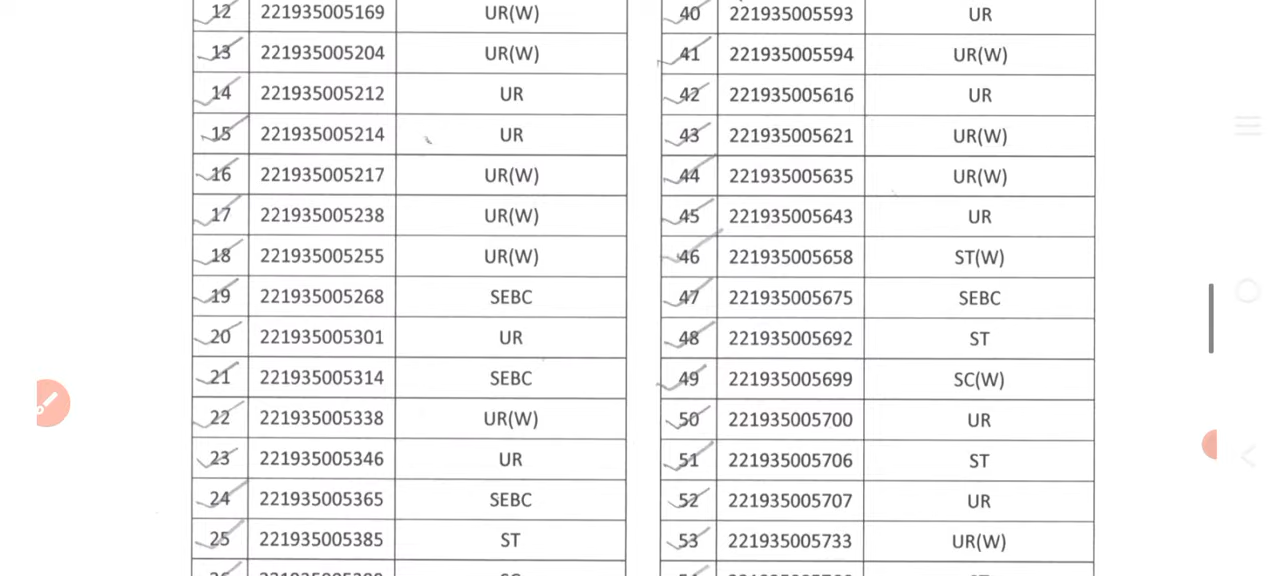 12 221935005169 UR(W)
13 221935005204 UR(W)
14 221935005212 UR
15 221935005214 UR
16 221935005217 UR(W)
17 221935005238 UR(W)
18 221935005255 UR(W)
19 221935005268 SEBC
20 221935005301 UR
21 221935005314 SEBC
22 221935005338 UR(W)
23 221935005346 UR
24 221935005365 SEBC
25 221935005385 ST
40 221935005593 UR
41 221935005594 UR(W)
42 221935005616 UR
43 221935005621 UR(W)
44 221935005635 UR(W)
45 221935005643 UR
46 221935005658 ST(W)
47 221935005675 SEBC
48 221935005692 ST
49 221935005699 SC(W)
50 221935005700 UR
51 221935005706 ST
52 221935005707 UR
53 221935005733 UR(W)